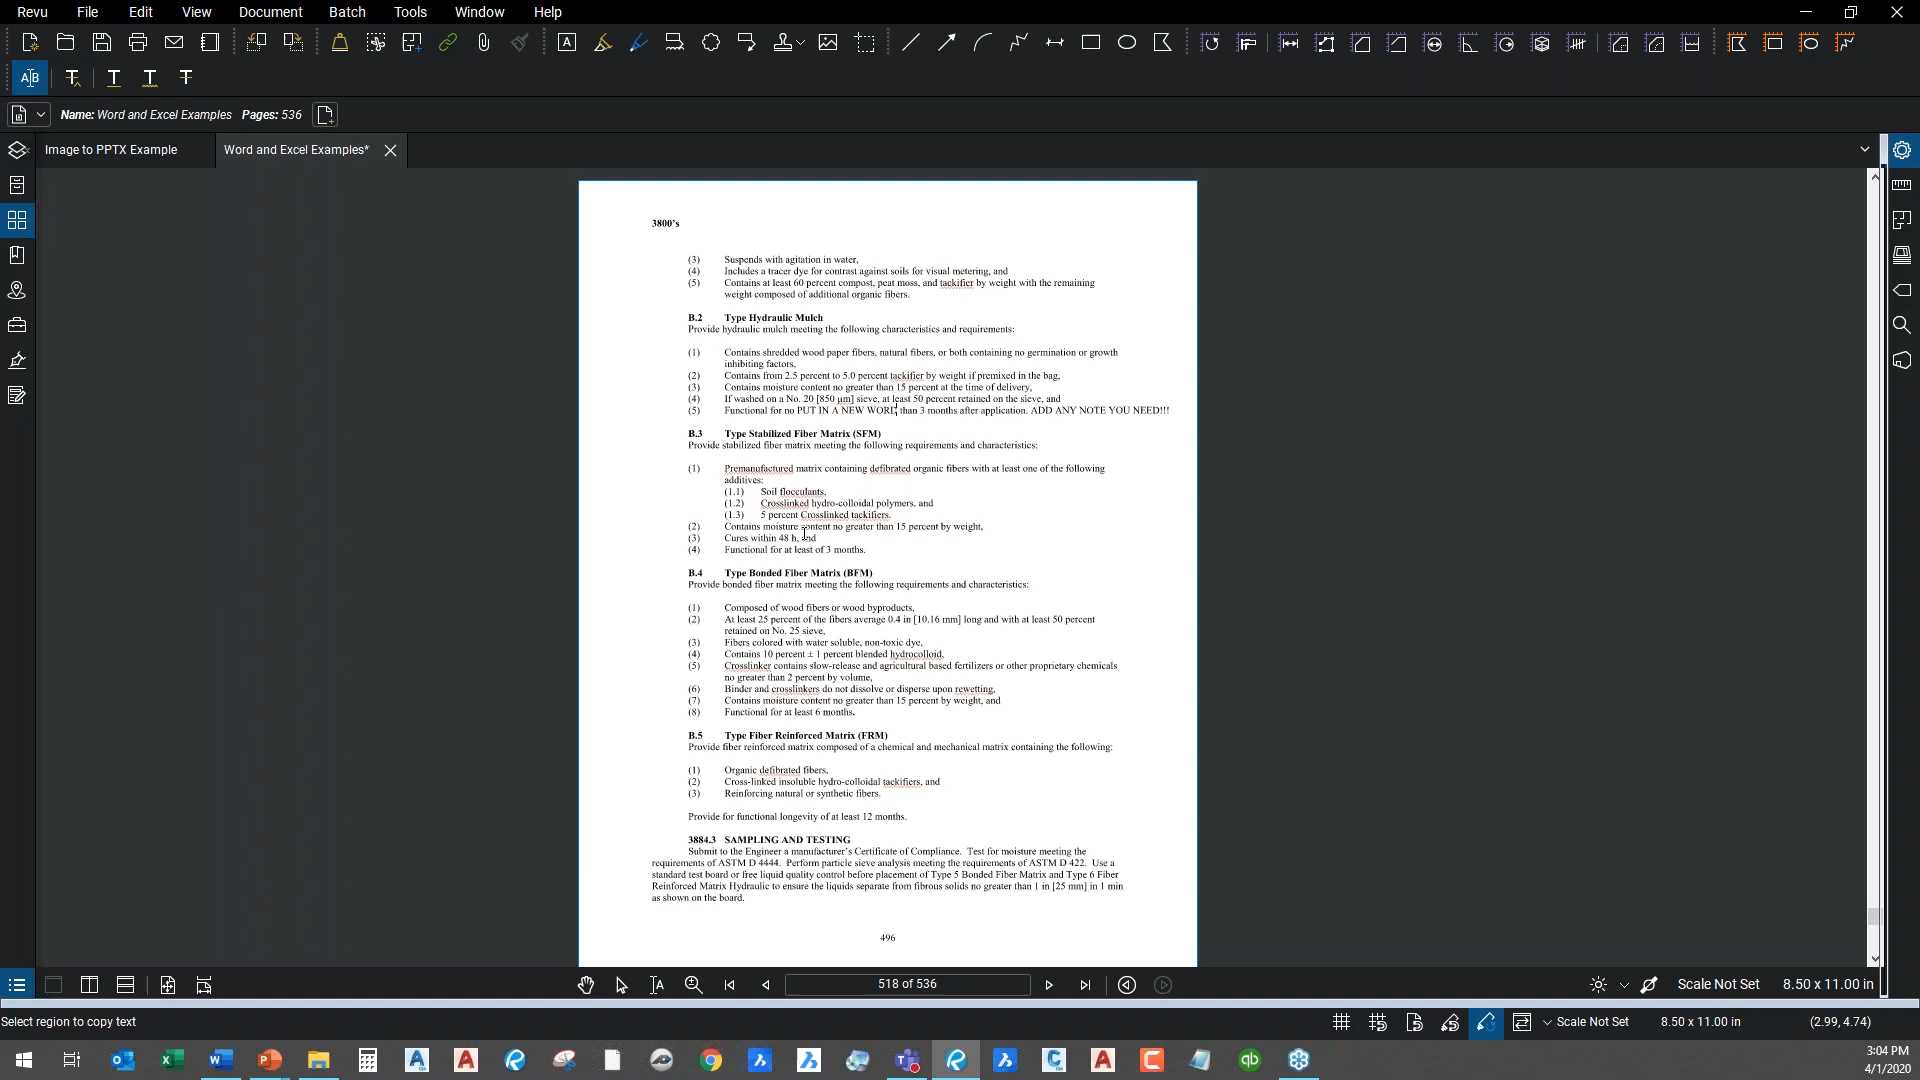 Revu File Edit View Document Batch Tools Window Help
Name: Word and Excel Examples Pages: 536
Image to PPTX Example Word and Excel Examples*
3800's
(3) Suspends with agitation in water,
(4) Includes a tracer dye for contrast against soils for visual metering, and
(5) Contains at least 60 percent compost, peat moss, and tackifier by weight with the remaining
weight composed of additional organic fibers.
B.2 Type Hydraulic Mulch
Provide hydraulic mulch meeting the following characteristics and requirements:
(1) Contains shredded wood paper fibers, natural fibers, or both containing no germination or growth
inhibiting factors,
(2) Contains from 2.5 percent to 5.0 percent tackifier by weight if premixed in the bag,
(3) Contains moisture content no greater than 15 percent at the time of delivery,
(4) If washed on a No. 20 [850 µm] sieve, at least 50 percent retained on the sieve, and
(5) Functional for no PUT IN A NEW WORD than 3 months after application. ADD ANY NOTE YOU NEED!!!
B.3 Type Stabilized Fiber Matrix (SFM)
Provide stabilized fiber matrix meeting the following requirements and characteristics:
(1) Premanufactured matrix containing defibrated organic fibers with at least one of the following
additives:
(1.1) Soil flocculants,
(1.2) Crosslinked hydro-colloidal polymers, and
(1.3) 5 percent Crosslinked tackifiers.
(2) Contains moisture content no greater than 15 percent by weight,
(3) Cures within 48 h, and
(4) Functional for at least of 3 months.
B.4 Type Bonded Fiber Matrix (BFM)
Provide bonded fiber matrix meeting the following requirements and characteristics:
(1) Composed of wood fibers or wood byproducts,
(2) At least 25 percent of the fibers average 0.4 in [10.16 mm] long and with at least 50 percent
retained on No. 25 sieve,
(3) Fibers colored with water soluble, non-toxic dye,
(4) Contains 10 percent ± 1 percent blended hydrocolloid,
(5) Crosslinker contains slow-release and agricultural based fertilizers or other proprietary chemicals
no greater than 2 percent by volume,
(6) Binder and crosslinkers do not dissolve or disperse upon rewetting,
(7) Contains moisture content no greater than 15 percent by weight, and
(8) Functional for at least 6 months.
B.5 Type Fiber Reinforced Matrix (FRM)
Provide fiber reinforced matrix composed of a chemical and mechanical matrix containing the following:
(1) Organic defibrated fibers,
(2) Cross-linked insoluble hydro-colloidal tackifiers, and
(3) Reinforcing natural or synthetic fibers.
Provide for functional longevity of at least 12 months.
3884.3 SAMPLING AND TESTING
Submit to the Engineer a manufacturer's Certificate of Compliance. Test for moisture meeting the
requirements of ASTM D 4444. Perform particle sieve analysis meeting the requirements of ASTM D 422. Use a
standard test board or free liquid quality control before placement of Type 5 Bonded Fiber Matrix and Type 6 Fiber
Reinforced Matrix Hydraulic to ensure the liquids separate from fibrous solids no greater than 1 in [25 mm] in 1 min
as shown on the board.
496
518 of 536 Scale Not Set 8.50 x 11.00 in
Select region to copy text Scale Not Set 8.50 x 11.00 in (2.99, 4.74)
3:04 PM
4/1/2020